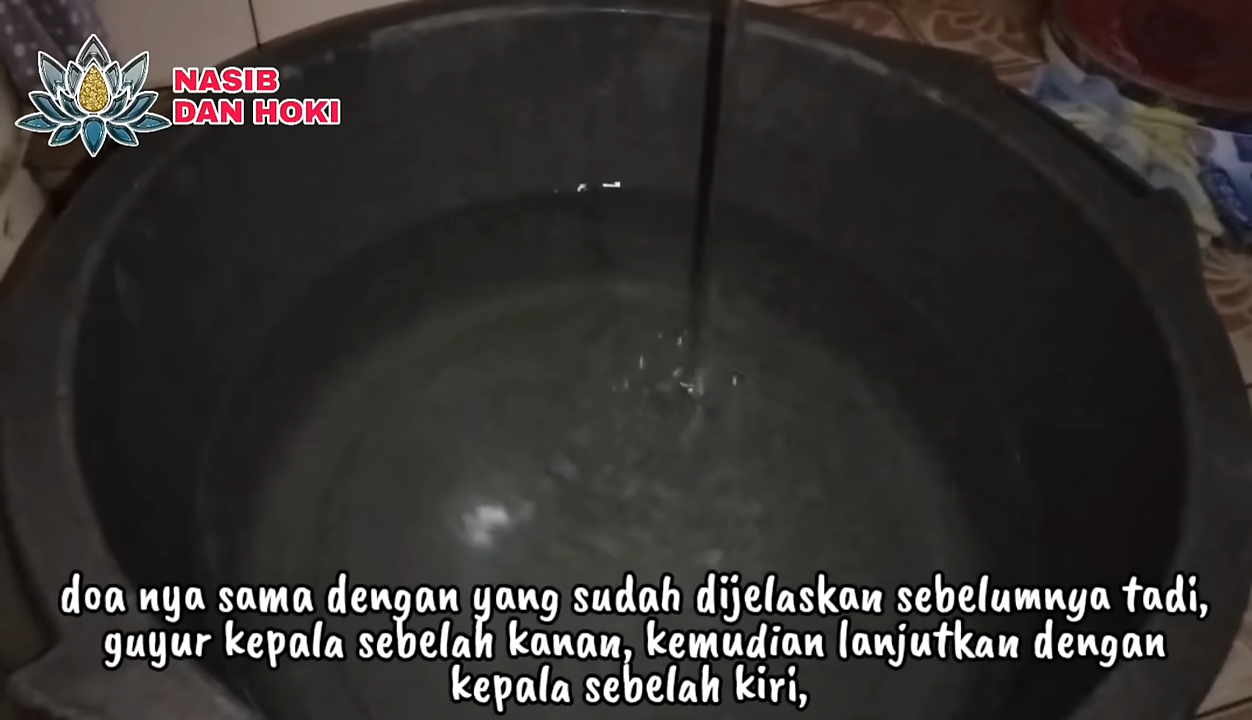 NASIB
DAN HOKI
doa nya sama dengan yang sudah dijelaskan sebelumnya tadi,
guyur kepala sebelah kanan, kemudian lanjutkan dengan
kepala sebelah kiri,